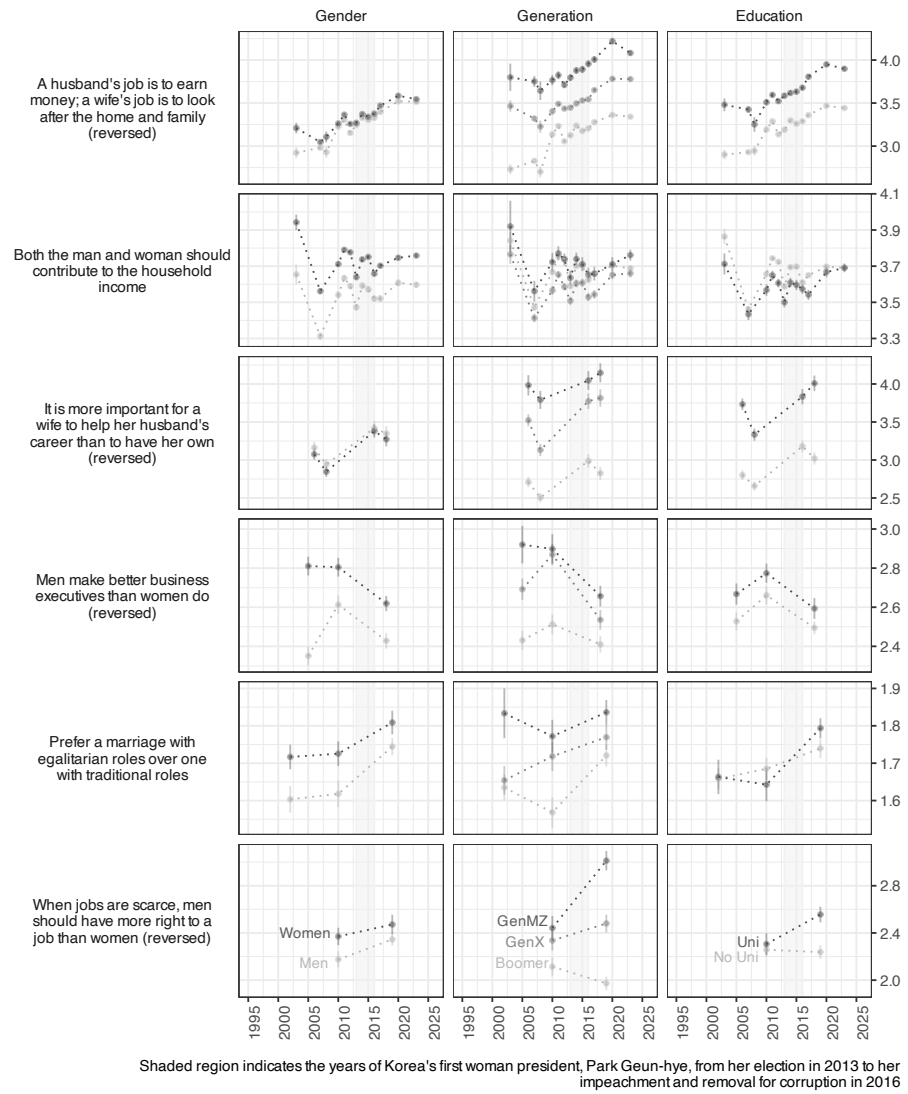 Gender Generation Education
A husband's job is to earn
money; a wife's job is to look
after the home and family
(reversed)
4.0
3.5
3.0
Both the man and woman should
contribute to the household
income
4.1
3.9
3.7
3.5
3.3
It is more important for a
wife to help her husband's
career than to have her own
(reversed)
4.0
3.5
3.0
2.5
Men make better business
executives than women do
(reversed)
3.0
2.8
2.6
2.4
Prefer a marriage with
egalitarian roles over one
with traditional roles
1.9
1.8
1.7
1.6
When jobs are scarce, men
should have more right to a
job than women (reversed)
Women
Men
GenMZ
GenX
Boomer
Uni
No Uni
2.8
2.4
2.0
1995 2000 2005 2010 2015 2020 2025 1995 2000 2005 2010 2015 2020 2025 1995 2000 2005 2010 2015 2020 2025
Shaded region indicates the years of Korea's first woman president, Park Geun-hye, from her election in 2013 to her
impeachment and removal for corruption in 2016